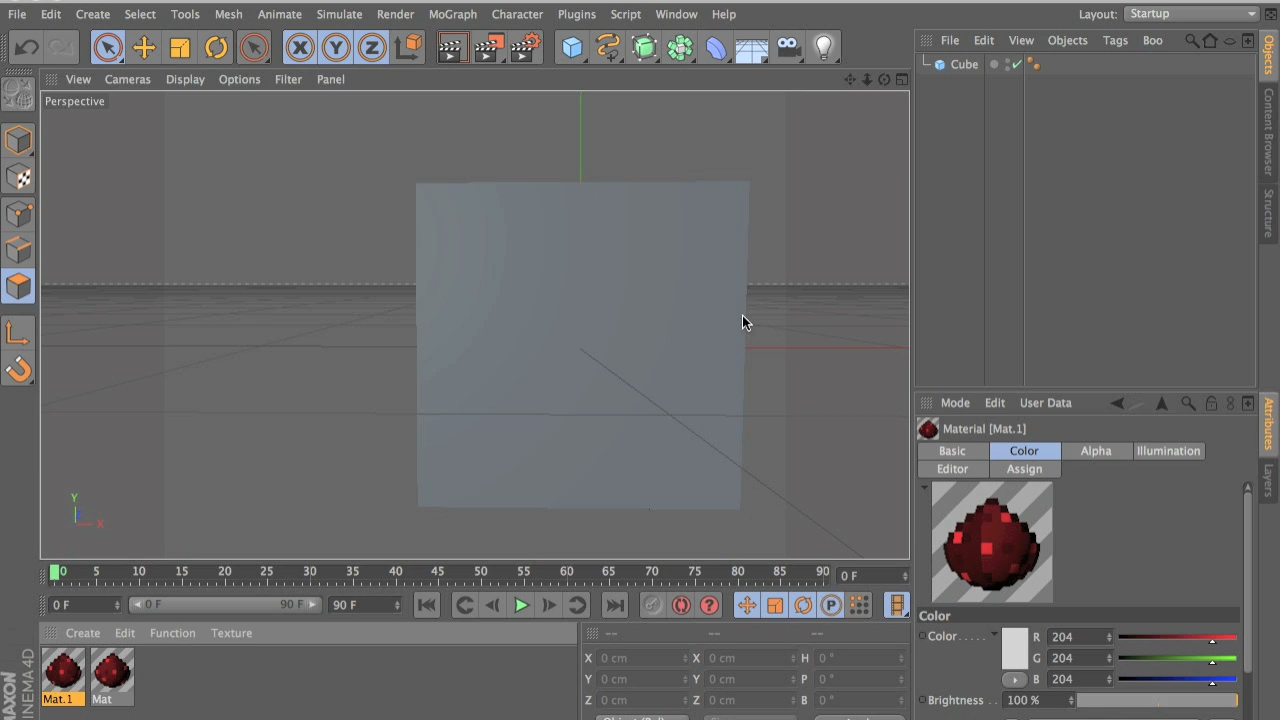 File Edit Create Select Tools Mesh Animate Simulate Render MoGraph Character Plugins Script Window Help Layout: Startup
File Edit View Objects Tags Boo
Cube
View Cameras Display Options Filter Panel
Perspective
Y
X
Objects
Content Browser
Structure
Mode Edit User Data
Material [Mat.1]
Basic Color Alpha Illumination
Editor Assign
Attributes
Layers
Color
Color..... R 204
G 204
B 204
Brightness .. 100 %
0 5 10 15 20 25 30 35 40 45 50 55 60 65 70 75 80 85 90 0 F
0 F 0 F 90 F 90 F
Create Edit Function Texture
Mat.1 Mat
-- -- --
X 0 cm X 0 cm H 0 °
Y 0 cm Y 0 cm P 0 °
Z 0 cm Z 0 cm B 0 °
MAXON
CINEMA 4D